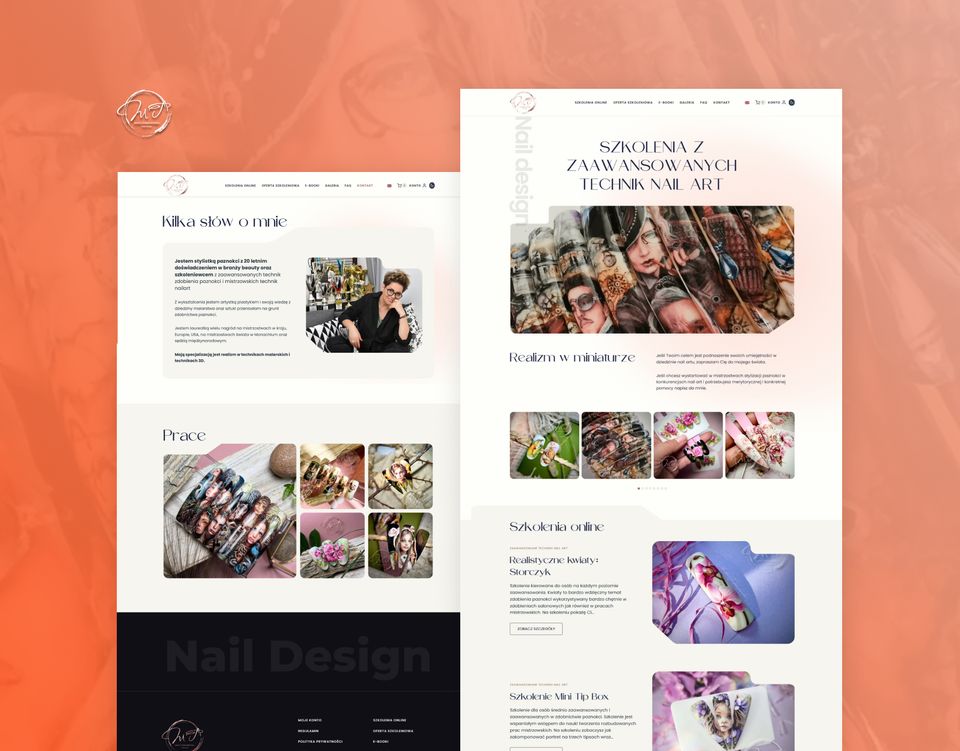 SZKOLENIA ONLINE OFERTA SZKOLENIOWA E-BOOKI GALERIA FAQ KONTAKT KONTO
Kilka słów o mnie
Jestem stylistką paznokci z 20 letnim
doświadczeniem w branży beauty oraz
szkoleniowcem z zaawansowanych technik
zdobienia paznokci i mistrzowskich technik
nailart
Z wykształcenia jestem artystką plastykiem i swoją wiedzę z
dziedziny malarstwa oraz sztuki przenosiłam na grunt
zdobnictwa paznokci.
Jestem laureatką wielu nagród na mistrzostwach w kraju,
Europie, USA, na mistrzostwach świata w Monachium oraz
sędzią międzynarodowym.
Moją specjalizacją jest realizm w technikach malarskich i
technikach 3D.
Prace
Nail Design
MOJE KONTO
REGULAMIN
POLITYKA PRYWATNOŚCI
SZKOLENIA ONLINE
OFERTA SZKOLENIOWA
E-BOOKI
SZKOLENIA ONLINE OFERTA SZKOLENIOWA E-BOOKI GALERIA FAQ KONTAKT KONTO
Nail design
SZKOLENIA Z
ZAAWANSOWANYCH
TECHNIK NAIL ART
Realizm w miniaturze
Jeśli Twoim celem jest podnoszenie swoich umiejętności w
dziedzinie nail artu, zapraszam Cię do mojego świata.
Jeśli chcesz wystartować w mistrzostwach stylizacji paznokci w
konkurencjach nail art i potrzebujesz merytorycznej i konkretnej
pomocy napisz do mnie.
Szkolenia online
ZAAWANSOWANE TECHNIKI NAIL ART
Realistyczne kwiaty:
Storczyk
Szkolenie kierowane do osób na każdym poziomie
zaawansowania. Kwiaty to bardzo wdzięczny temat
zdobienia paznokci wykorzystywany bardzo chętnie w
zdobieniach salonowych jak również w pracach
mistrzowskich. Na szkoleniu pokażę Ci...
ZOBACZ SZCZEGÓŁY
ZAAWANSOWANE TECHNIKI NAIL ART
Szkolenie Mini Tip Box
Szkolenie dla osób średnio zaawansowanych i
zaawansowanych w zdobnictwie paznokci. Szkolenie jest
wspaniałym wstępem do nauki tworzenia rozbudowanych
prac mistrzowskich. Na szkoleniu zobaczysz jak
zakomponować portret na trzech tipsach wraz...